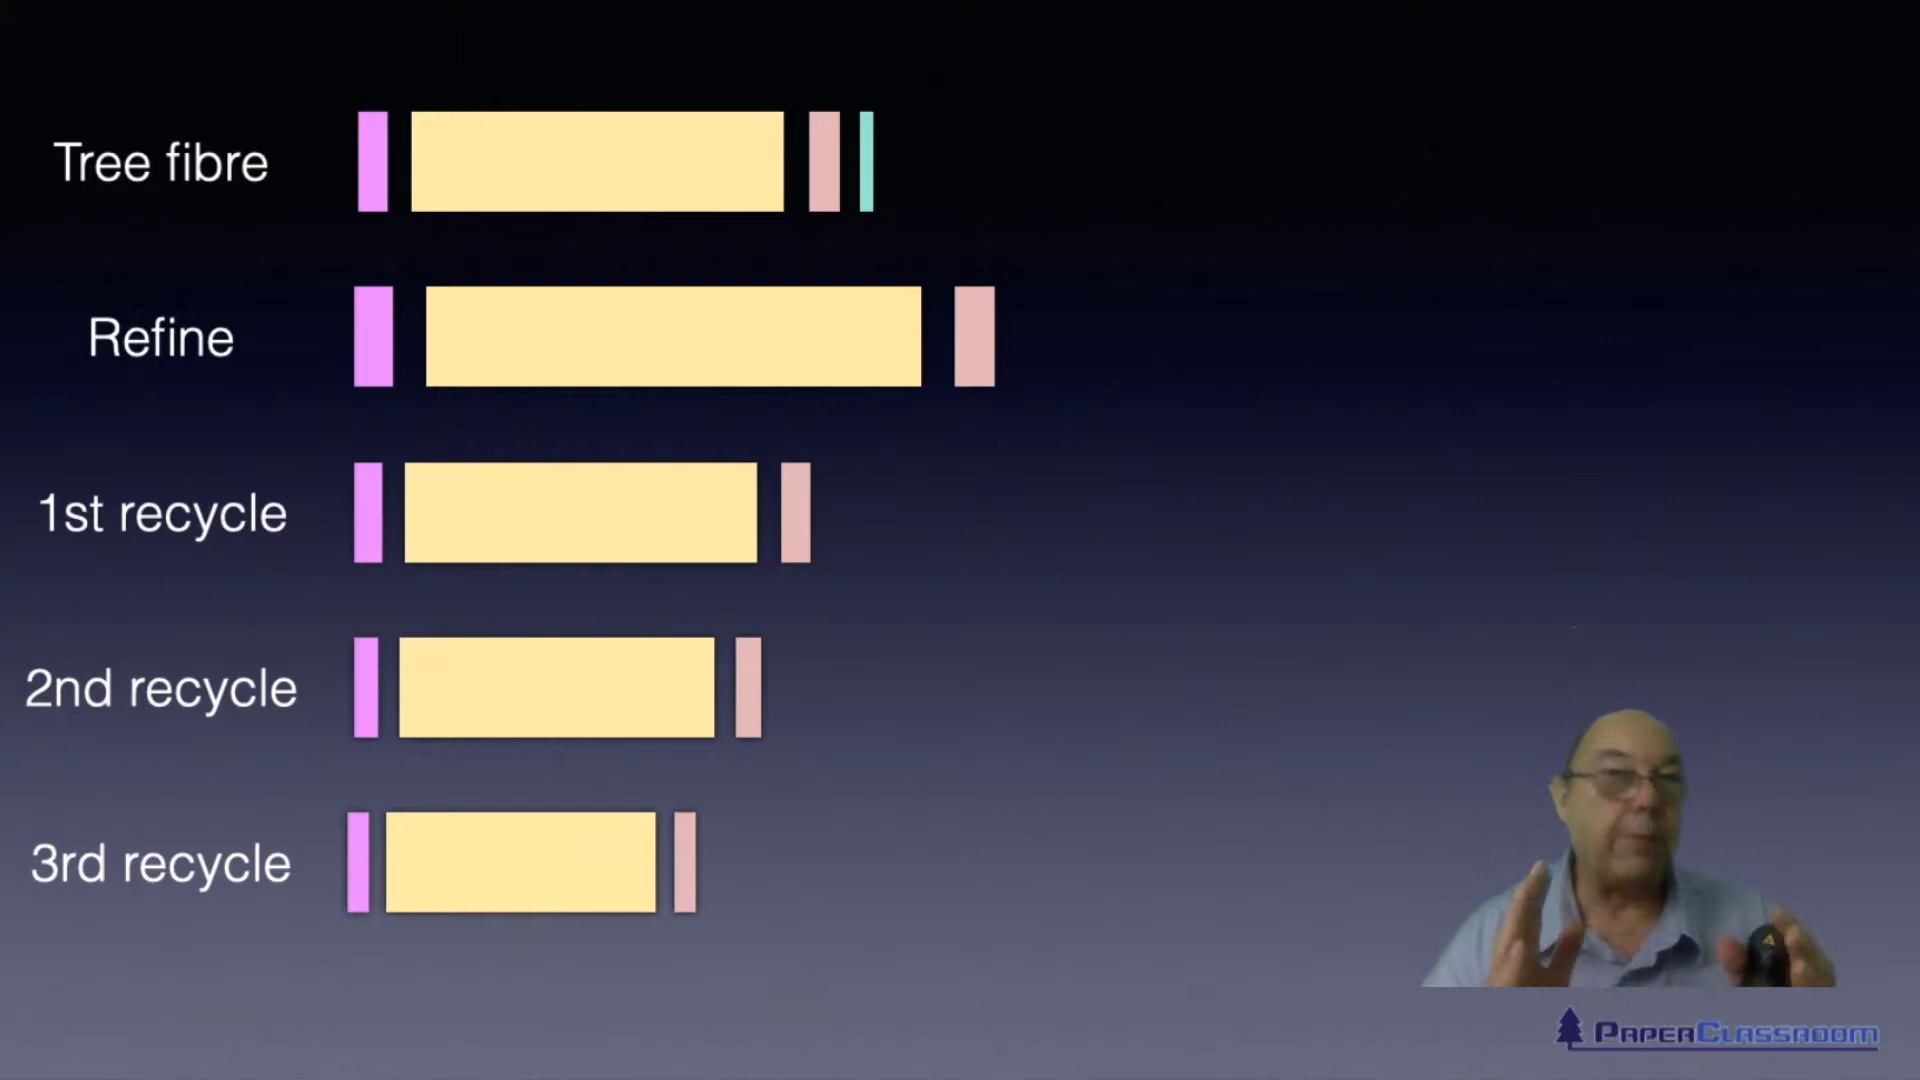 Tree fibre
Refine
1st recycle
2nd recycle
3rd recycle
PAPERCLASSROOM